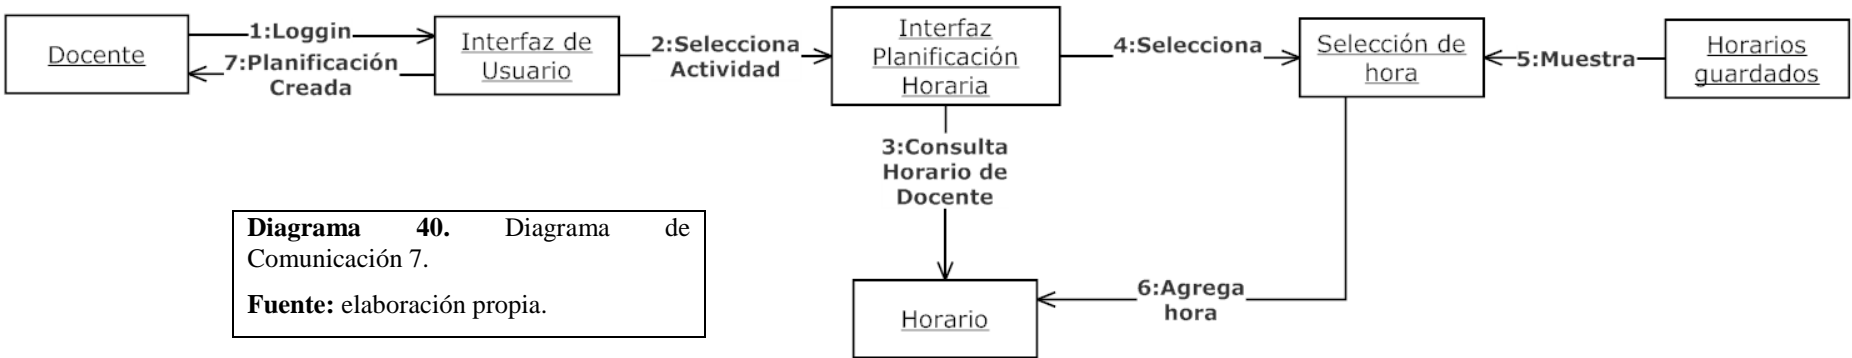 Docente
1:Loggin
7:Planificación
Creada
Interfaz de
Usuario
2:Selecciona
Actividad
Interfaz
Planificación
Horaria
4:Selecciona
Selección de
hora
5:Muestra
Horarios
guardados
3:Consulta
Horario de
Docente
6:Agrega
hora
Horario
Diagrama 40. Diagrama de
Comunicación 7.
Fuente: elaboración propia.